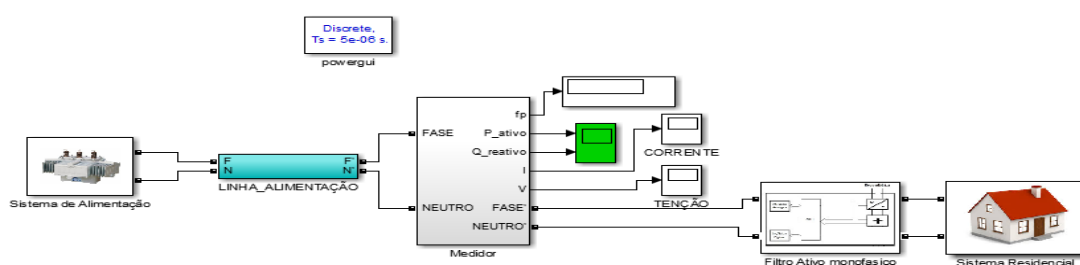 Discrete,
Ts = 5e-06 s.
powergui
Sistema de Alimentação
F
N
F'
N'
LINHA_ALIMENTAÇÃO
FASE
NEUTRO
fp
P_ativo
Q_reativo
I
V
FASE'
NEUTRO'
Medidor
CORRENTE
TENÇÃO
Filtro Ativo monofasico
Sistema Residencial